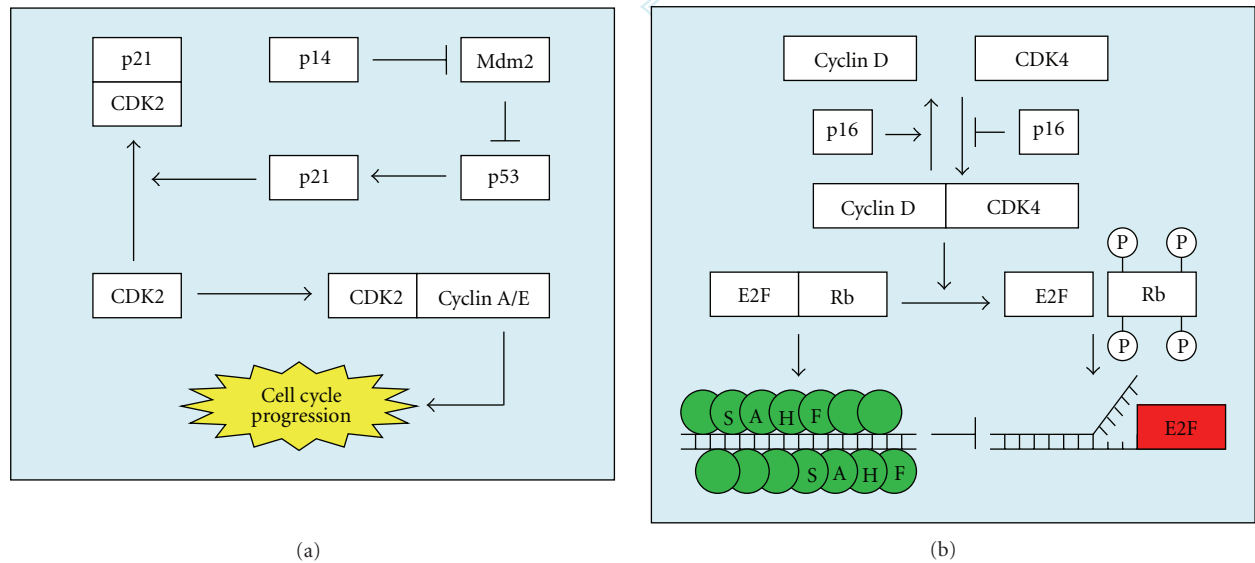 p21
p14
Mdm2
CDK2
p21
p53
CDK2
CDK2
Cyclin A/E
Cell cycle
progression
(a)
Cyclin D
CDK4
p16
p16
Cyclin D
CDK4
P
P
E2F
Rb
E2F
Rb
P
P
S A H F
E2F
S A H F
(b)